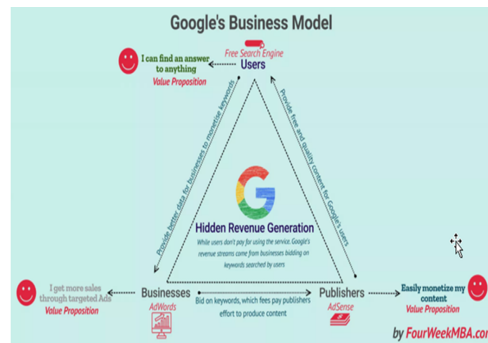 Google's Business Model
Free Search Engine
Users
I can find an answer
to anything
Value Proposition
Provide better data for businesses to monetise keywords
Provide free and quality content for Google's users
G
Hidden Revenue Generation
While users don't pay for using the service. Google's
revenue streams come from businesses bidding on
keywords searched by users
I get more sales
through targeted Ads
Value Proposition
Businesses
AdWords
Bid on keywords, which fees pay publishers
effort to produce content
Publishers
AdSense
Easily monetize my
content
Value Proposition
by FourWeekMBA.com